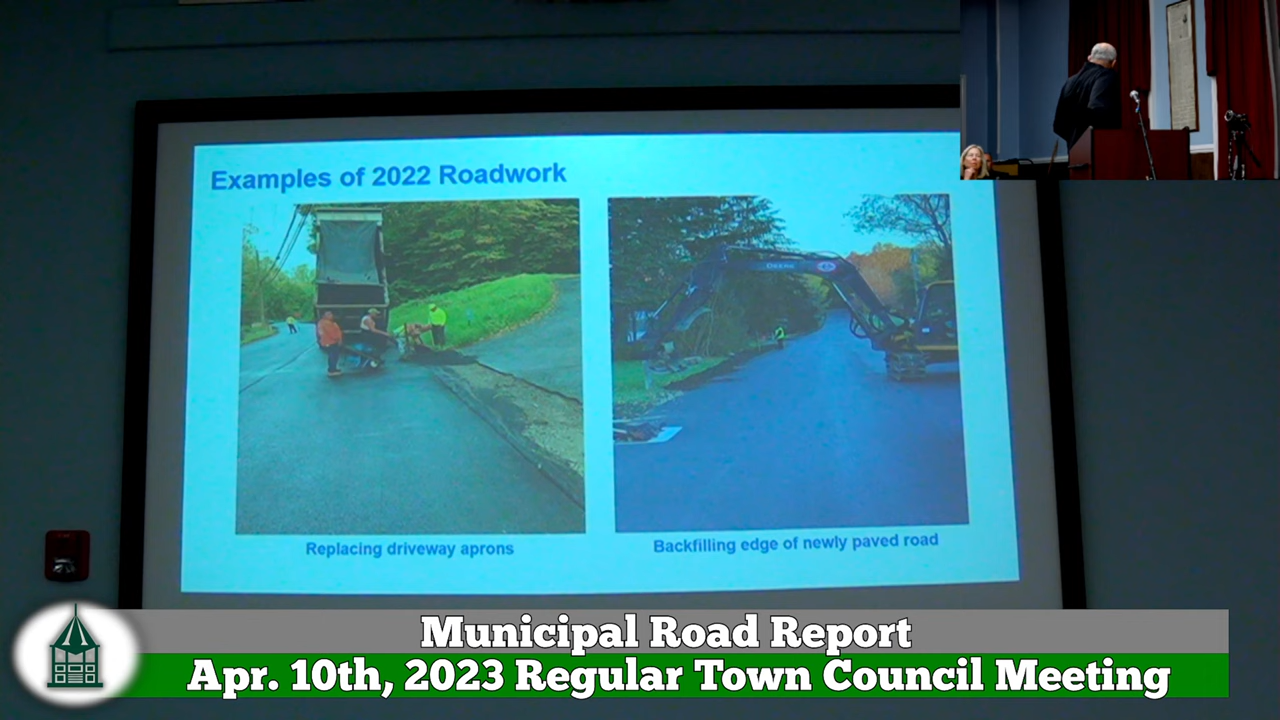 Examples of 2022 Roadwork
DEERE
Replacing driveway aprons
Backfilling edge of newly paved road
Municipal Road Report
Apr. 10th, 2023 Regular Town Council Meeting